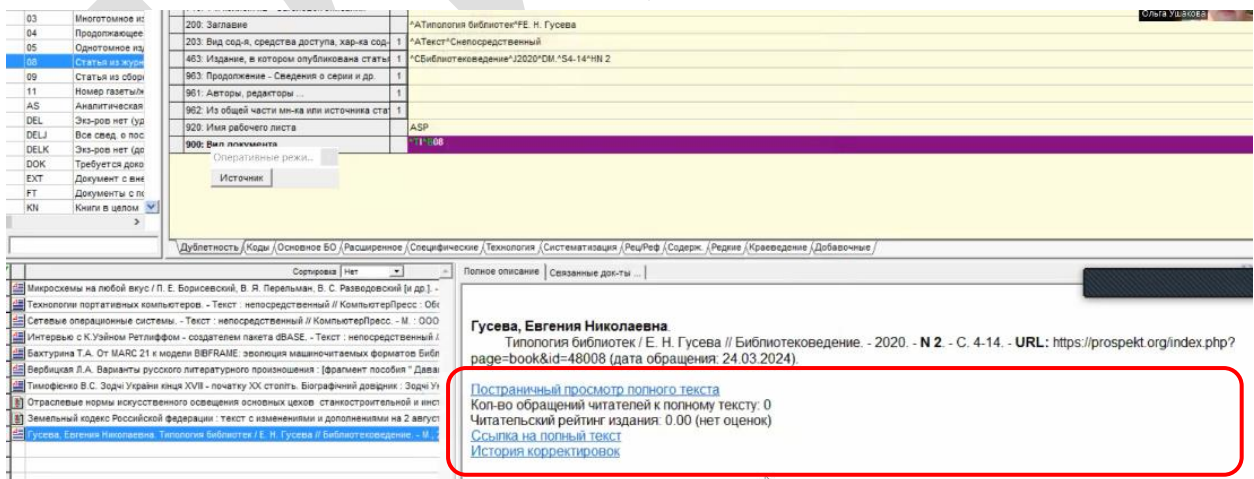 Ольга Ушакова
03 Многотомное из
04 Продолжающее
05 Однотомное изд
08 Статья из журн
09 Статья из сбор
11 Номер газеты/ж
AS Аналитическая
DEL Экз-ров нет (уд
DELJ Все свед. о пос
DELK Экз-ров нет (до
DOK Требуется доко
EXT Документ с вне
FT Документы с по
KN Книги в целом
200: Заглавие ^AТипология библиотек^FЕ. Н. Гусева
203: Вид сод-я, средства доступа, хар-ка сод- 1 ^AТекст^Cнепосредственный
463: Издание, в котором опубликована статья 1 ^CБиблиотековедение^J2020^DM.^S4-14^HN 2
963: Продолжение - Сведения о серии и др. 1
961: Авторы, редакторы ... 1
962: Из общей части мн-ка или источника ста 1
920: Имя рабочего листа ASP
900: Вид документа ^TI^B08
Оперативные режи...
Источник
Дублетность Коды Основное БО Расширенное Специфические Технология Систематизация Рец/Реф Содерж. Редкие Краеведение Добавочные
Сортировка Нет
Микросхемы на любой вкус / П. Е. Борисевский, В. Я. Перельман, В. С. Разводовский [и др.]. -
Технологии портативных компьютеров. - Текст : непосредственный // КомпьютерПресс : Обо
Сетевые операционные системы. - Текст : непосредственный // КомпьютерПресс. - М. : ООО
Интервью с К.Уэйном Ретлиффом - создателем пакета dBASE. - Текст : непосредственный /
Бахтурина Т.А. От MARC 21 к модели BIBFRAME: эволюция машиночитаемых форматов Библ
Вербицкая Л.А. Варианты русского литературного произношения : [фрагмент пособия " Дава
Тимофієнко В.С. Зодчі України кінця XVIII - початку XX століть. Біографічний довідник : Зодчі Ук
Отраслевые нормы искусственного освещения основных цехов станкостроительной и инст
Земельный кодекс Российской федерации : текст с изменениями и дополнениями на 2 август
Гусева, Евгения Николаевна. Типология библиотек / Е. Н. Гусева // Библиотековедение. - М.,
Полное описание Связанные док-ты ...
Гусева, Евгения Николаевна.
Типология библиотек / Е. Н. Гусева // Библиотековедение. - 2020. - N 2. - С. 4-14. - URL: https://prospekt.org/index.php?
page=book&id=48008 (дата обращения: 24.03.2024).
Постраничный просмотр полного текста
Кол-во обращений читателей к полному тексту: 0
Читательский рейтинг издания: 0.00 (нет оценок)
Ссылка на полный текст
История корректировок